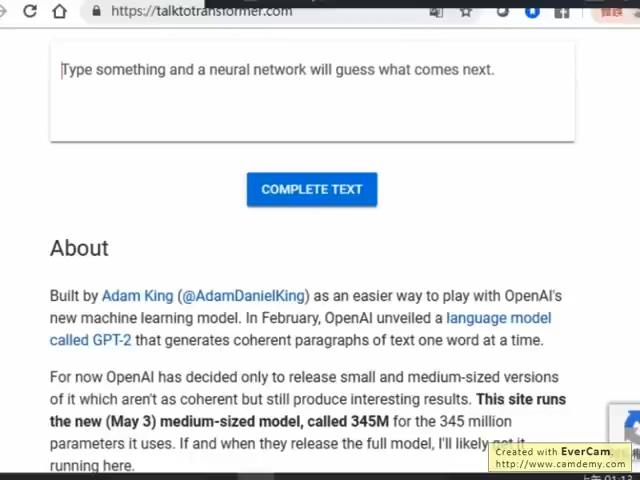 https://talktotransformer.com
Type something and a neural network will guess what comes next.
COMPLETE TEXT
About
Built by Adam King (@AdamDanielKing) as an easier way to play with OpenAI's
new machine learning model. In February, OpenAI unveiled a language model
called GPT-2 that generates coherent paragraphs of text one word at a time.
For now OpenAI has decided only to release small and medium-sized versions
of it which aren't as coherent but still produce interesting results. This site runs
the new (May 3) medium-sized model, called 345M for the 345 million
parameters it uses. If and when they release the full model, I'll likely get it
running here.
Created with EverCam.
http://www.camdemy.com